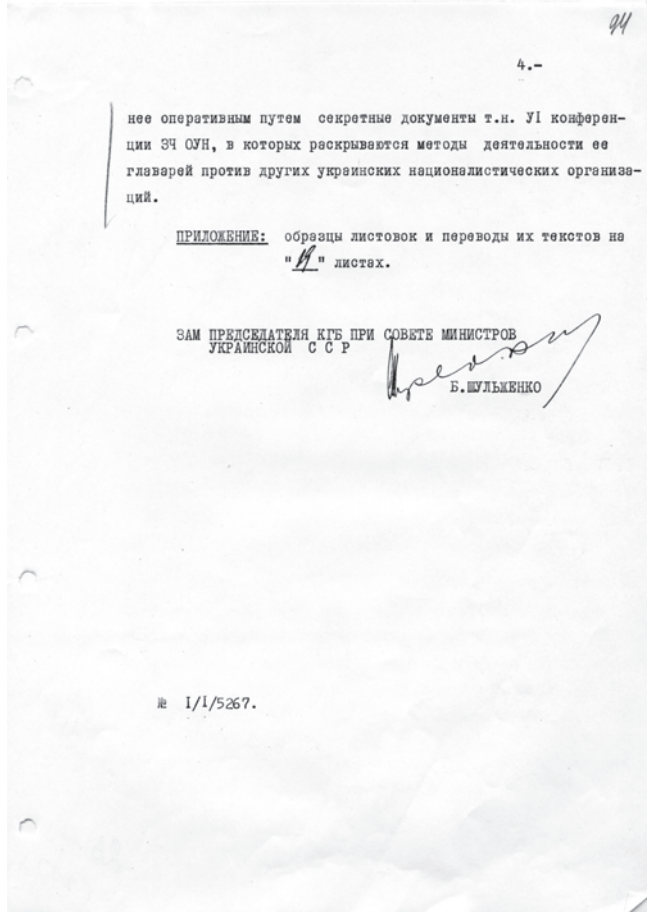 94
4.-
нее оперативным путем секретные документы т.н. УІ конферен-
ции ЗЧ ОУН, в которых раскрываются методы деятельности ее
главарей против других украинских националистических организа-
ций.
ПРИЛОЖЕНИЕ: образцы листовок и переводы их текстов на
"19" листах.
ЗАМ ПРЕДСЕДАТЕЛЯ КГБ ПРИ СОВЕТЕ МИНИСТРОВ
УКРАИНСКОЙ С С Р
Б.ШУЛЬЖЕНКО
№ I/I/5267.